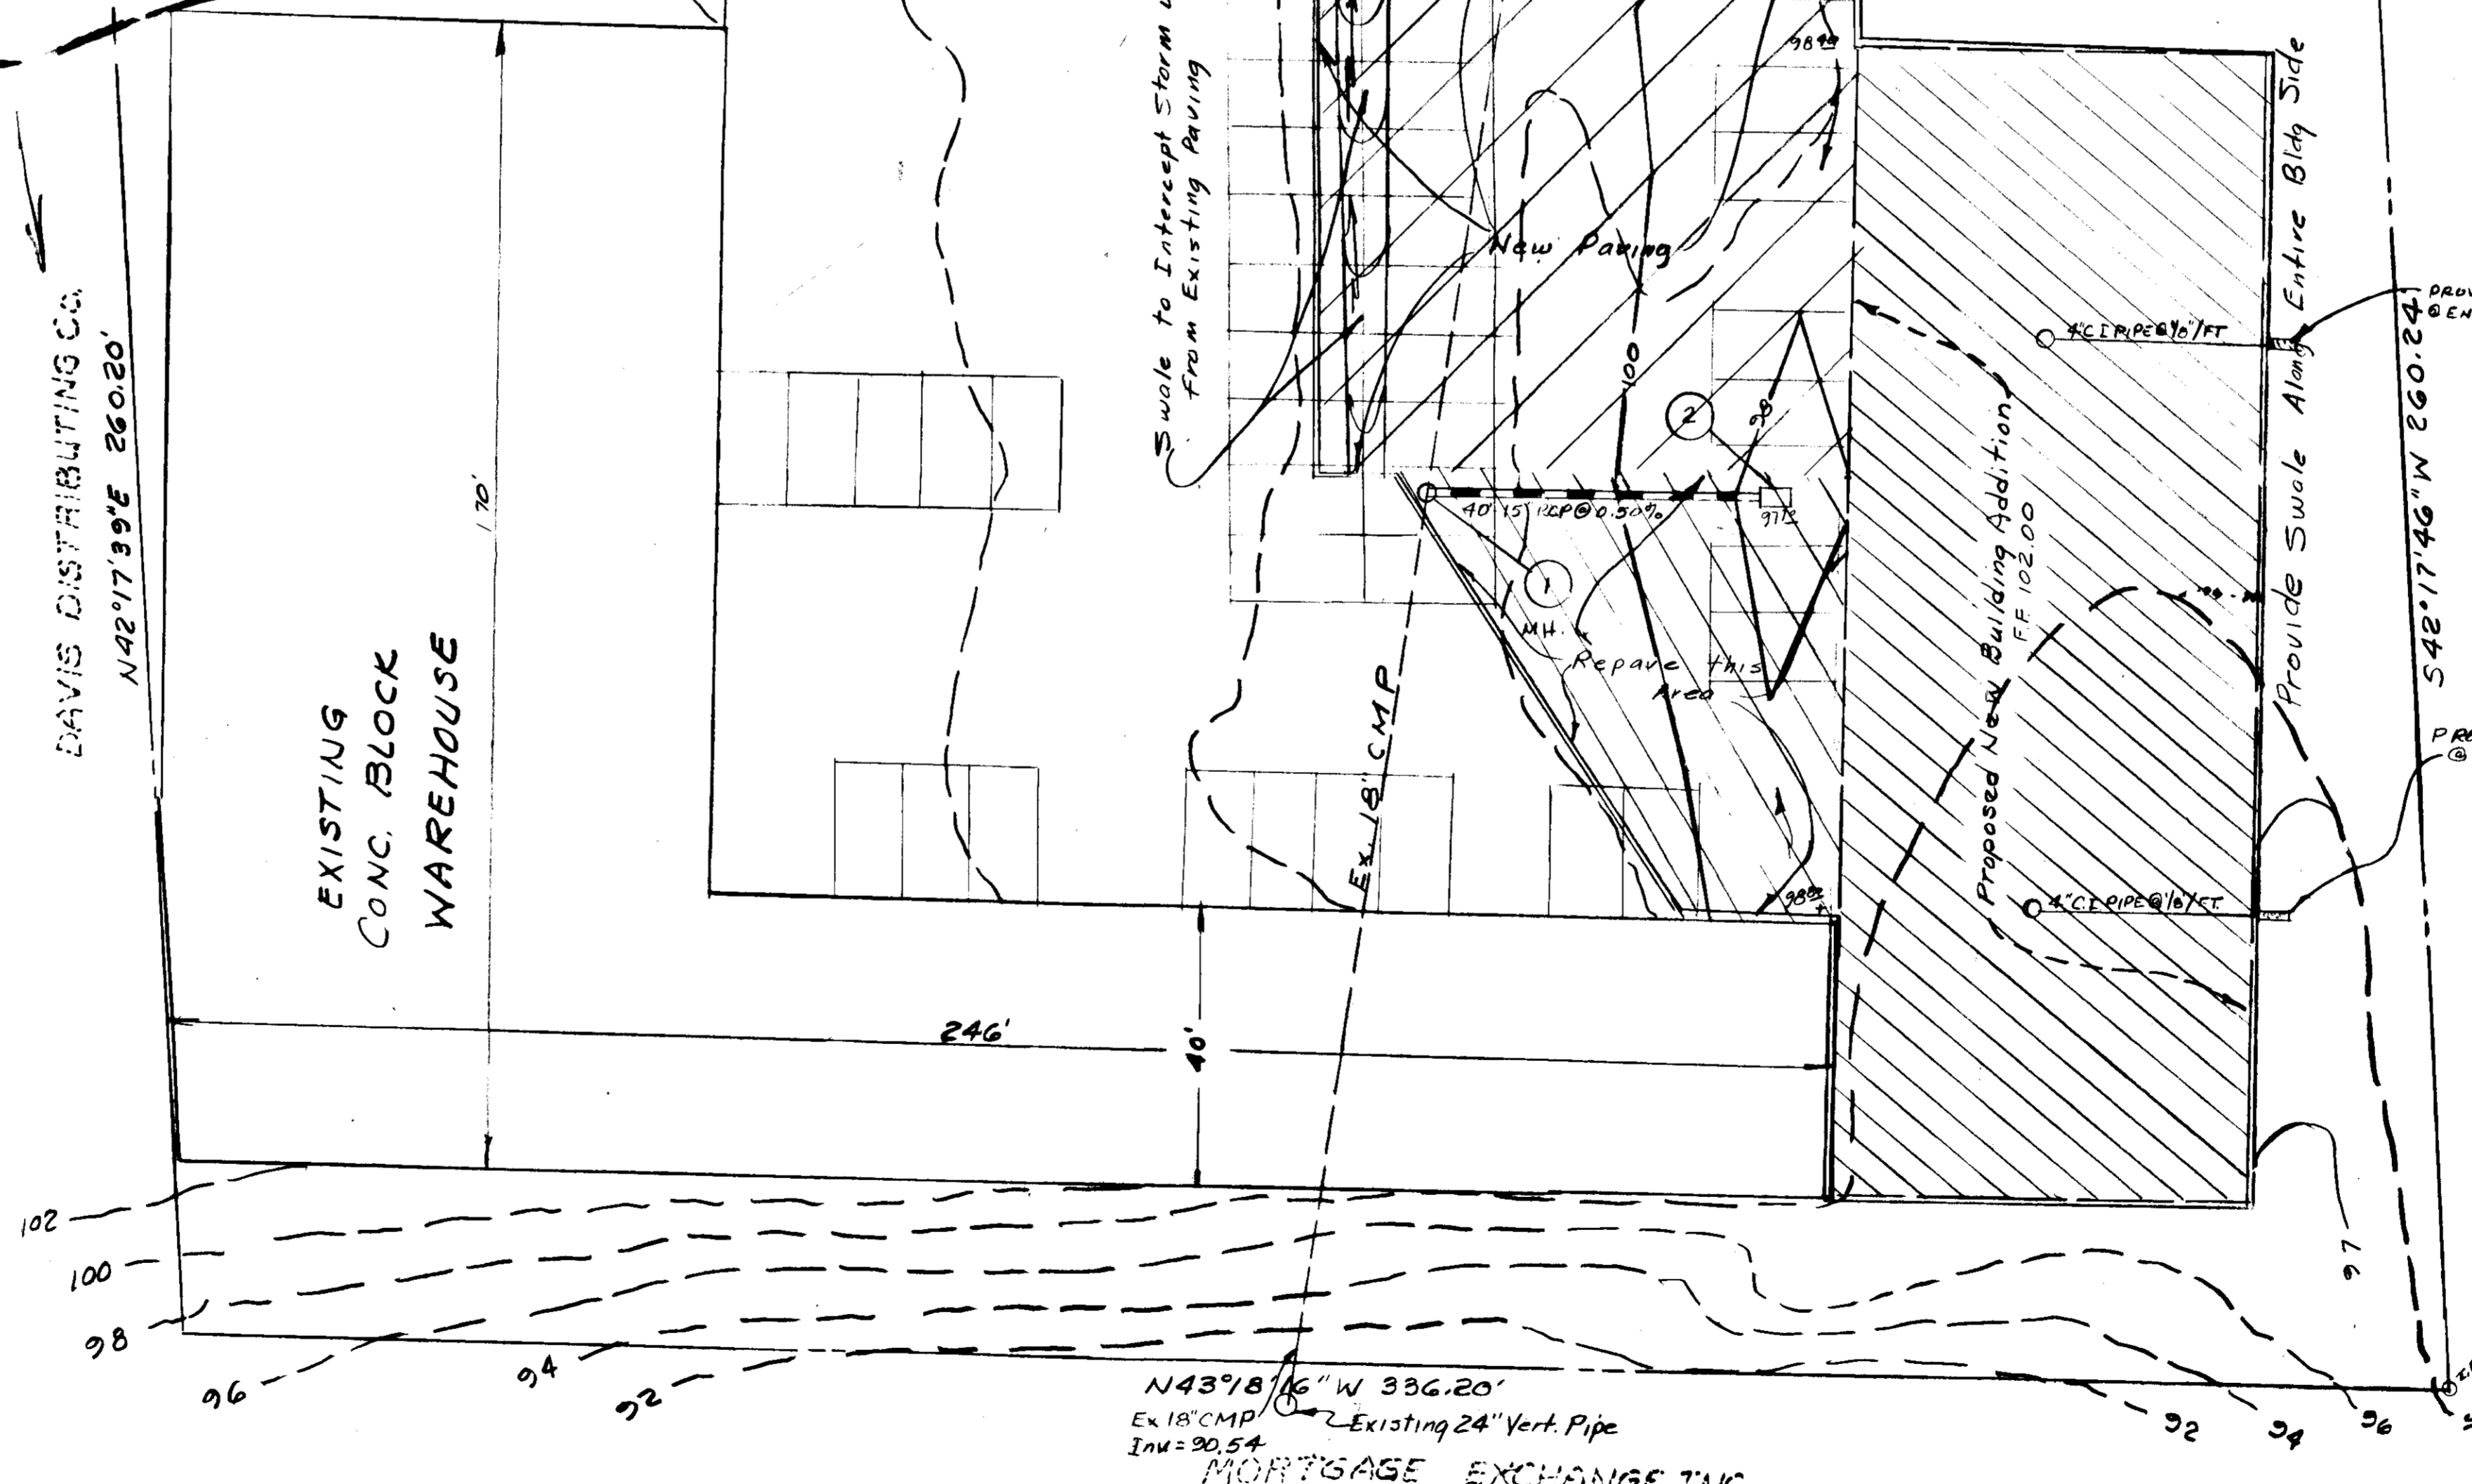 DAVIS DISTRIBUTING Co.
N42°17'39"E 260.20'
EXISTING
CONC. BLOCK
WAREHOUSE
170'
246'
40'
Swale to Intercept Storm
From Existing Paving
New Paving
100
98
2
40' 15" RCP @ 0.50%
1
MH.
Repave this
Area
Ex. 18" CMP
4" C.I PIPE @ 1/8"/FT
Proposed New Building Addition
F.F. 102.00
4" C.I PIPE @ 1/8"/FT.
Provide Swale Along Entire Bldg Side
S42°17'46"W 260.24'
102
100
98
96
94
92
97
92
94
96
N43°18'16"W 336.20'
Ex 18" CMP
Inv = 90.54
Existing 24" Vert. Pipe
MORTGAGE EXCHANGE INC